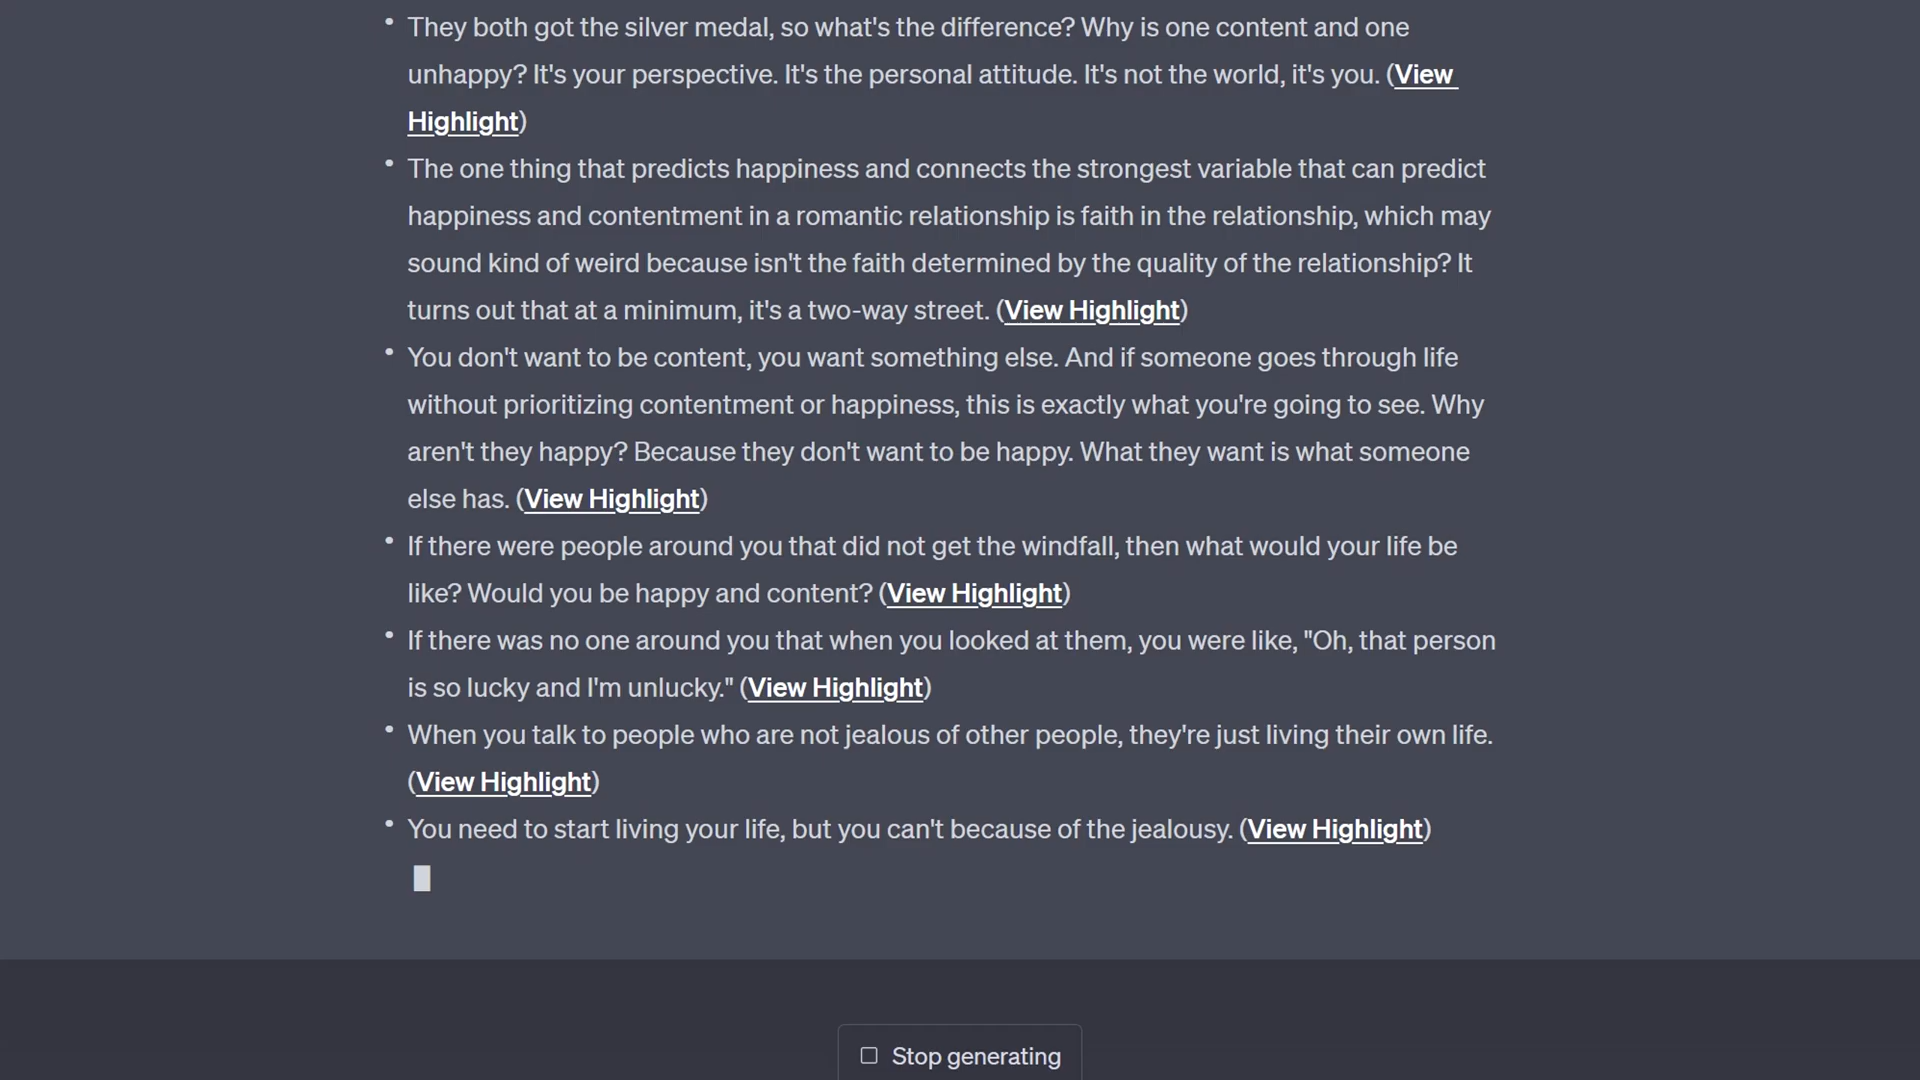 • They both got the silver medal, so what's the difference? Why is one content and one
unhappy? It's your perspective. It's the personal attitude. It's not the world, it's you. (View
Highlight)
• The one thing that predicts happiness and connects the strongest variable that can predict
happiness and contentment in a romantic relationship is faith in the relationship, which may
sound kind of weird because isn't the faith determined by the quality of the relationship? It
turns out that at a minimum, it's a two-way street. (View Highlight)
• You don't want to be content, you want something else. And if someone goes through life
without prioritizing contentment or happiness, this is exactly what you're going to see. Why
aren't they happy? Because they don't want to be happy. What they want is what someone
else has. (View Highlight)
• If there were people around you that did not get the windfall, then what would your life be
like? Would you be happy and content? (View Highlight)
• If there was no one around you that when you looked at them, you were like, "Oh, that person
is so lucky and I'm unlucky." (View Highlight)
• When you talk to people who are not jealous of other people, they're just living their own life.
(View Highlight)
• You need to start living your life, but you can't because of the jealousy. (View Highlight)
Stop generating